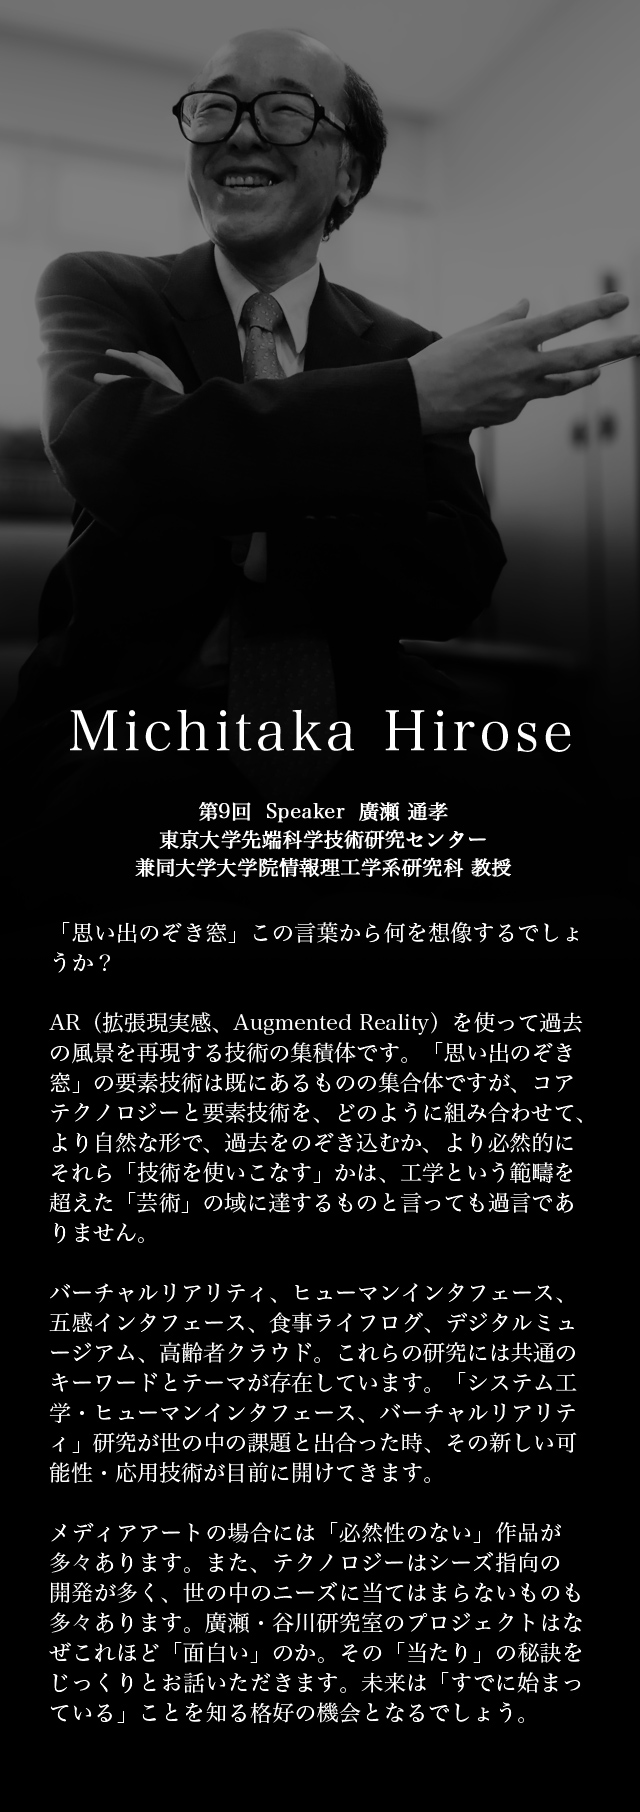 Michitaka Hirose
第9回 Speaker 廣瀬 通孝
東京大学先端科学技術研究センター
兼同大学大学院情報理工学系研究科 教授
「思い出のぞき窓」この言葉から何を想像するでしょ
うか？
AR（拡張現実感、Augmented Reality）を使って過去
の風景を再現する技術の集積体です。「思い出のぞき
窓」の要素技術は既にあるものの集合体ですが、コア
テクノロジーと要素技術を、どのように組み合わせて、
より自然な形で、過去をのぞき込むか、より必然的に
それら「技術を使いこなす」かは、工学という範疇を
超えた「芸術」の域に達するものと言っても過言であ
りません。
バーチャルリアリティ、ヒューマンインタフェース、
五感インタフェース、食事ライフログ、デジタルミュ
ージアム、高齢者クラウド。これらの研究には共通の
キーワードとテーマが存在しています。「システム工
学・ヒューマンインタフェース、バーチャルリアリテ
ィ」研究が世の中の課題と出合った時、その新しい可
能性・応用技術が目前に開けてきます。
メディアアートの場合には「必然性のない」作品が
多々あります。また、テクノロジーはシーズ指向の
開発が多く、世の中のニーズに当てはまらないものも
多々あります。廣瀬・谷川研究室のプロジェクトはな
ぜこれほど「面白い」のか。その「当たり」の秘訣を
じっくりとお話いただきます。未来は「すでに始まっ
ている」ことを知る格好の機会となるでしょう。